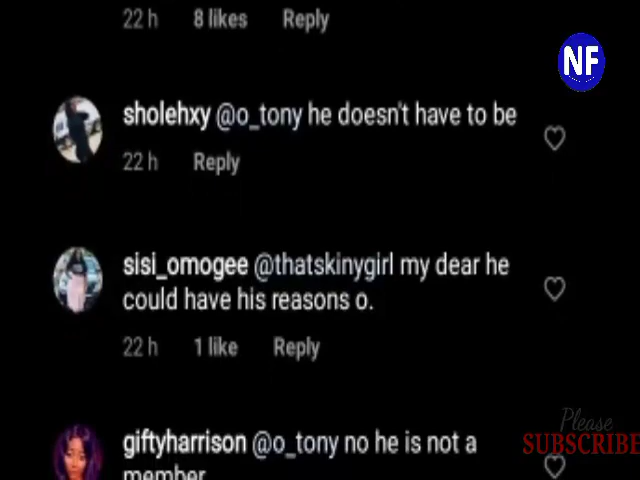 22 h 8 likes Reply
NF
sholehxy @o_tony he doesn't have to be
22 h Reply
sisi_omogee @thatskinygirl my dear he
could have his reasons o.
22 h 1 like Reply
giftyharrison @o_tony no he is not a
member
Please
SUBSCRIBE